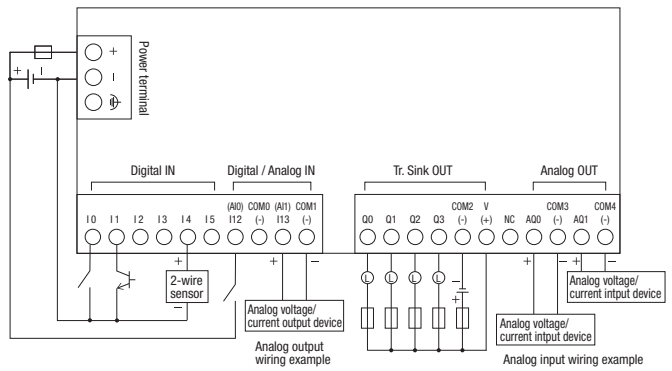 +
−
Power terminal
+ −
Digital IN
Digital / Analog IN
Tr. Sink OUT
Analog OUT
(AI0) COM0 (AI1) COM1
I0 I1 I2 I3 I4 I5 I12 (-) I13 (-)
COM2 V COM3 COM4
Q0 Q1 Q2 Q3 (-) (+) NC AQ0 (-) AQ1 (-)
+
2-wire
sensor
−
+ −
Analog voltage/
current output device
Analog output
wiring example
L L L L
−
+
+ −
+ −
Analog voltage/
current intput device
Analog voltage/
current intput device
Analog input wiring example